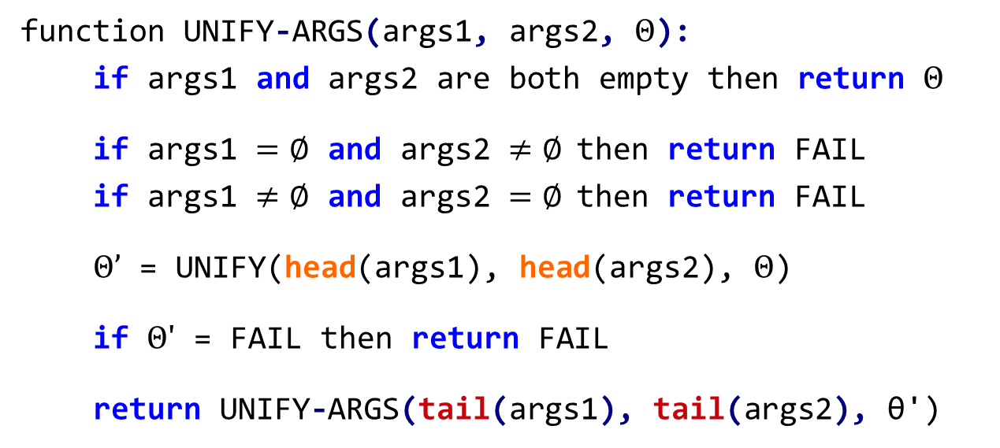 function UNIFY-ARGS(args1, args2, Θ):
if args1 and args2 are both empty then return Θ
if args1 = ∅ and args2 ≠ ∅ then return FAIL
if args1 ≠ ∅ and args2 = ∅ then return FAIL
Θ’ = UNIFY(head(args1), head(args2), Θ)
if Θ' = FAIL then return FAIL
return UNIFY-ARGS(tail(args1), tail(args2), θ')